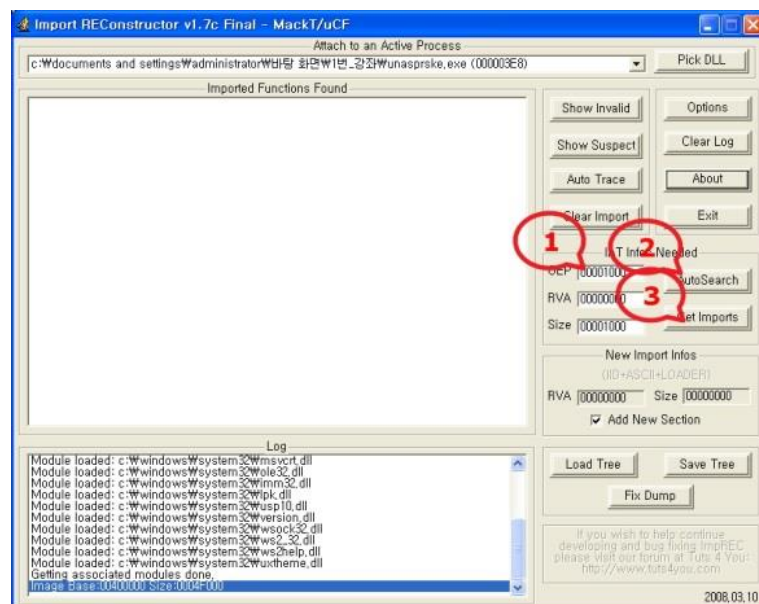 Import REConstructor v1.7c Final - MackT/uCF
Attach to an Active Process
c:₩documents and settings₩administrator₩바탕 화면₩1번_강좌₩unasprske,exe (000003E8)
Pick DLL
Imported Functions Found
Show Invalid
Options
Show Suspect
Clear Log
Auto Trace
About
Clear Import
Exit
1
2
3
Needed
OEP 00001000
AutoSearch
RVA 00000000
Size 00001000
Get Imports
New Import Infos
(IID+ASCII+LOADER)
RVA 00000000 Size 00000000
Add New Section
Log
Module loaded: c:₩windows₩system32₩msvcrt,dll
Module loaded: c:₩windows₩system32₩ole32,dll
Module loaded: c:₩windows₩system32₩imm32,dll
Module loaded: c:₩windows₩system32₩lpk,dll
Module loaded: c:₩windows₩system32₩usp10,dll
Module loaded: c:₩windows₩system32₩version,dll
Module loaded: c:₩windows₩system32₩wsock32,dll
Module loaded: c:₩windows₩system32₩ws2_32,dll
Module loaded: c:₩windows₩system32₩ws2help,dll
Module loaded: c:₩windows₩system32₩uxtheme,dll
Getting associated modules done,
Image Base:00400000 Size:0004F000
Load Tree
Save Tree
Fix Dump
If you wish to help continue
developing and bug fixing ImpREC
please visit our forum at Tuts 4 You:
http://www,tuts4you,com
2008,03,10